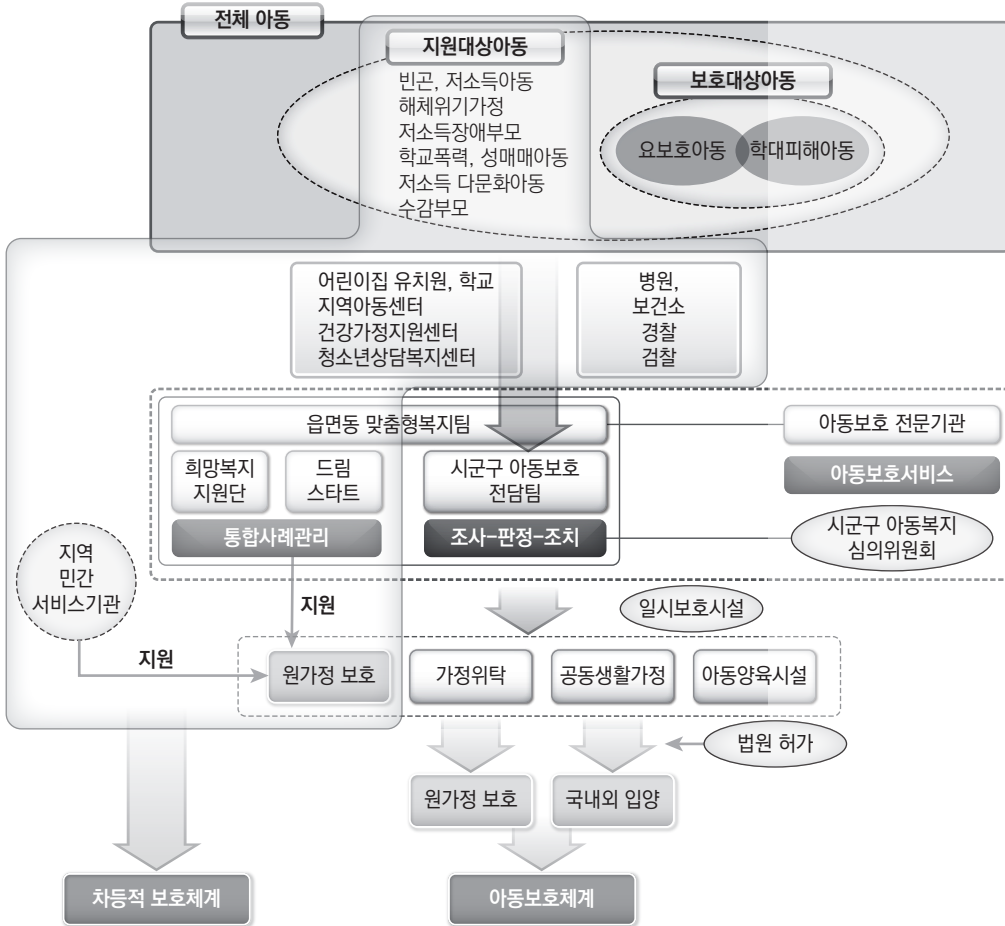 전체 아동
지원대상아동
빈곤, 저소득아동
해체위기가정
저소득장애부모
학교폭력, 성매매아동
저소득 다문화아동
수감부모
보호대상아동
요보호아동
학대피해아동
어린이집 유치원, 학교
지역아동센터
건강가정지원센터
청소년상담복지센터
병원,
보건소
경찰
검찰
읍면동 맞춤형복지팀
아동보호 전문기관
희망복지
지원단
드림
스타트
시군구 아동보호
전담팀
아동보호서비스
통합사례관리
조사-판정-조치
시군구 아동복지
심의위원회
지역
민간
서비스기관
지원
일시보호시설
지원
원가정 보호
가정위탁
공동생활가정
아동양육시설
법원 허가
원가정 보호
국내외 입양
차등적 보호체계
아동보호체계